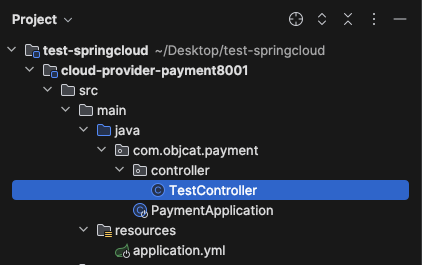 Project
test-springcloud ~/Desktop/test-springcloud
cloud-provider-payment8001
src
main
java
com.objcat.payment
controller
TestController
PaymentApplication
resources
application.yml